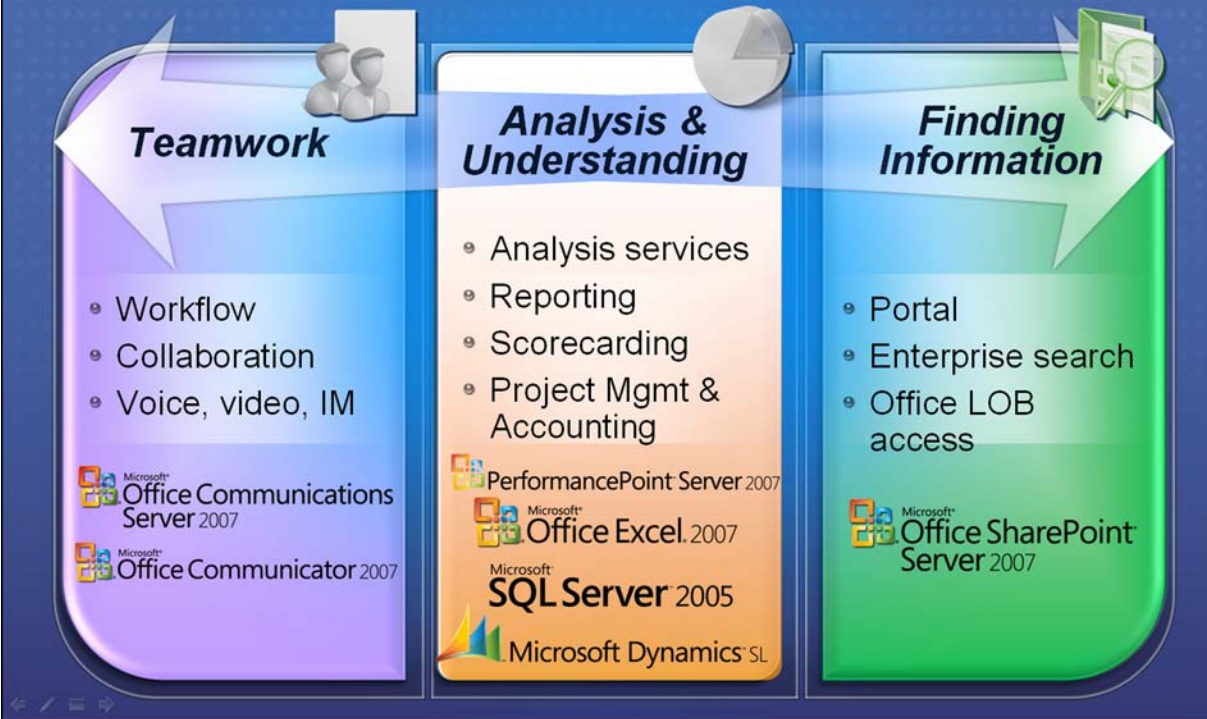 Teamwork
Workflow
Collaboration
Voice, video, IM
Microsoft®
Office Communications
Server 2007
Microsoft®
Office Communicator 2007
Analysis &
Understanding
Analysis services
Reporting
Scorecarding
Project Mgmt &
Accounting
PerformancePoint Server 2007
Microsoft®
Office Excel. 2007
Microsoft®
SQL Server 2005
Microsoft Dynamics™ SL
Finding
Information
Portal
Enterprise search
Office LOB
access
Microsoft®
Office SharePoint®
Server 2007